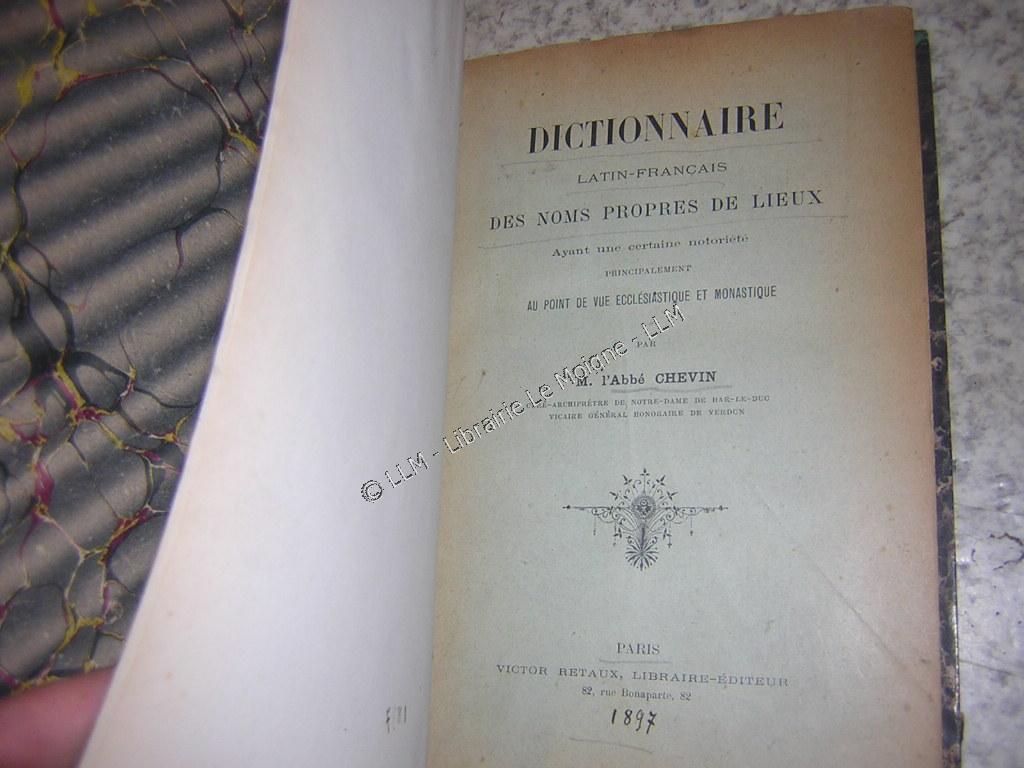 DICTIONNAIRE
LATIN-FRANÇAIS
DES NOMS PROPRES DE LIEUX
Ayant une certaine notoriété
PRINCIPALEMENT
AU POINT DE VUE ECCLÉSIASTIQUE ET MONASTIQUE
PAR
M. l'Abbé CHEVIN
CURÉ-ARCHIPRÊTRE DE NOTRE-DAME DE BAR-LE-DUC
VICAIRE GÉNÉRAL HONORAIRE DE VERDUN
© LLM - Librairie Le Moigne - LLM
PARIS
VICTOR RETAUX, LIBRAIRE-ÉDITEUR
82, rue Bonaparte, 82
1897